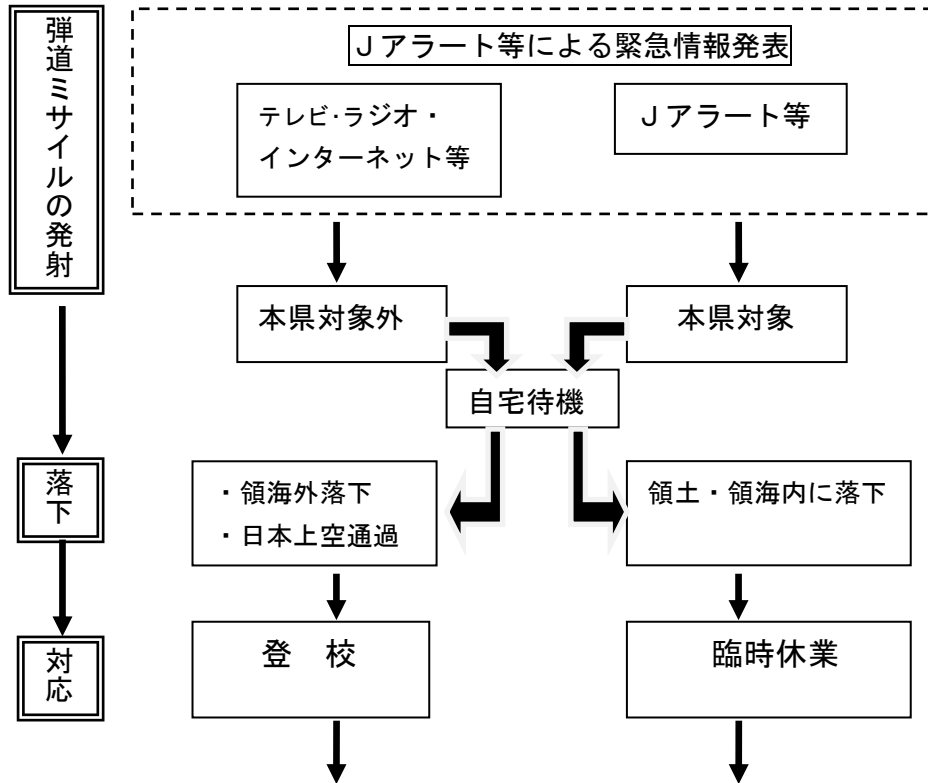 弾道ミサイルの発射
Ｊアラート等による緊急情報発表
テレビ・ラジオ・
インターネット等
Ｊアラート等
本県対象外
本県対象
自宅待機
落下
・領海外落下
・日本上空通過
領土・領海内に落下
対応
登　校
臨時休業